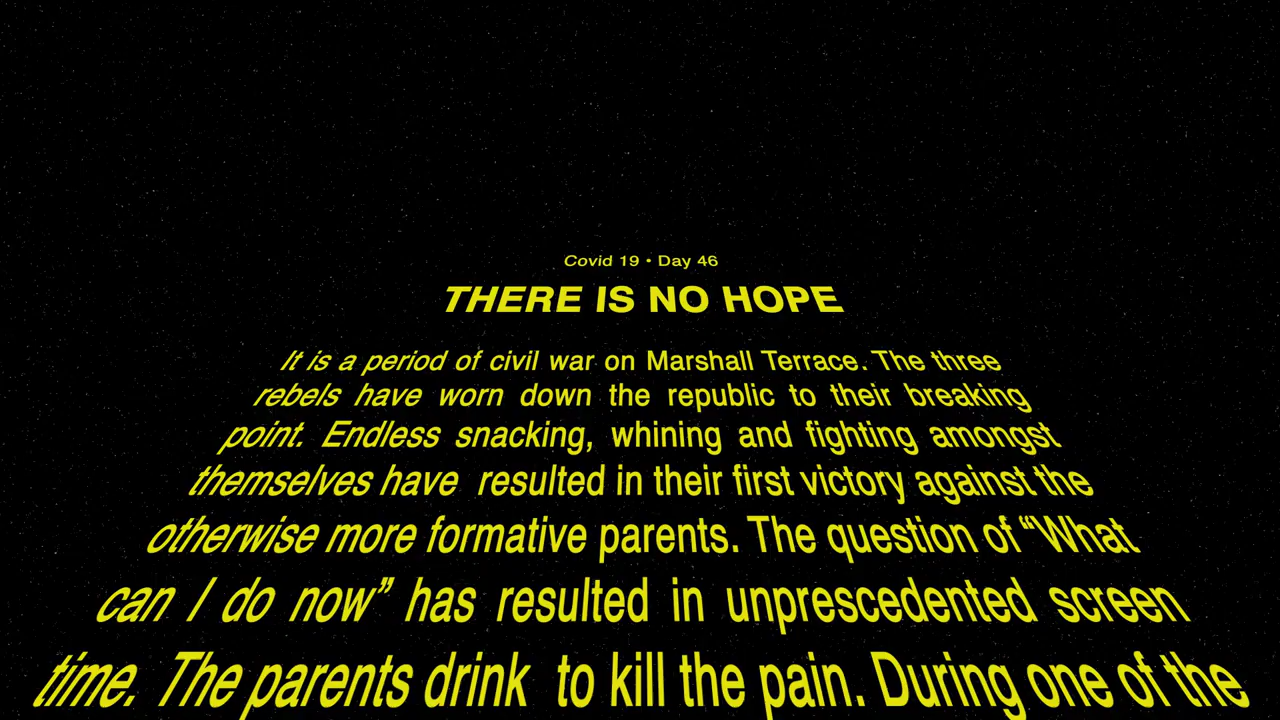 Covid 19 • Day 46
THERE IS NO HOPE
It is a period of civil war on Marshall Terrace. The three
rebels have worn down the republic to their breaking
point. Endless snacking, whining and fighting amongst
themselves have resulted in their first victory against the
otherwise more formative parents. The question of “What
can I do now” has resulted in unprescedented screen
time. The parents drink to kill the pain. During one of the